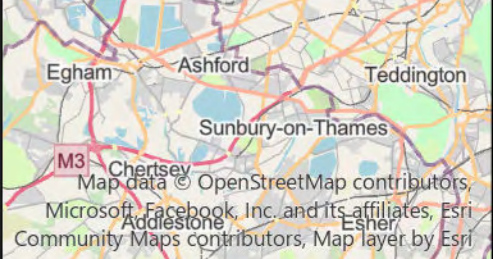 Egham
Ashford
Teddington
Sunbury-on-Thames
M3
Chertsey
Map data © OpenStreetMap contributors,
Microsoft, Facebook, Inc. and its affiliates, Esri
Addlestone
Esher
Community Maps contributors, Map layer by Esri